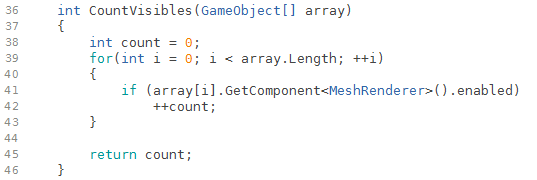 36 int CountVisibles(GameObject[] array)
37 {
38 int count = 0;
39 for(int i = 0; i < array.Length; ++i)
40 {
41 if (array[i].GetComponent<MeshRenderer>().enabled)
42 ++count;
43 }
44
45 return count;
46 }